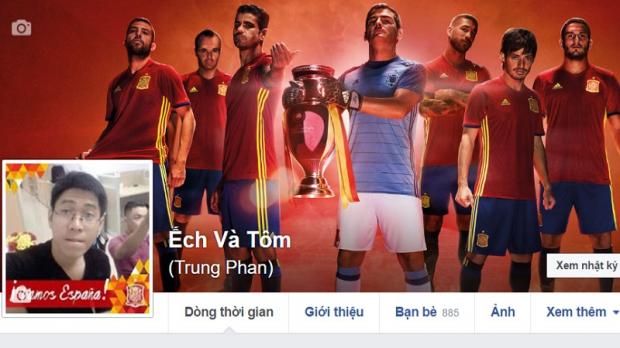 Ếch Và Tôm
(Trung Phan)
Xem nhật ký
¡Vamos España!
Dòng thời gian
Giới thiệu
Bạn bè 885
Ảnh
Xem thêm